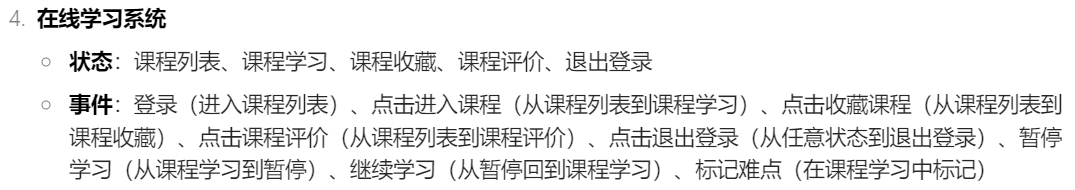 4. 在线学习系统
○ 状态：课程列表、课程学习、课程收藏、课程评价、退出登录
○ 事件：登录（进入课程列表）、点击进入课程（从课程列表到课程学习）、点击收藏课程（从课程列表到
课程收藏）、点击课程评价（从课程列表到课程评价）、点击退出登录（从任意状态到退出登录）、暂停
学习（从课程学习到暂停）、继续学习（从暂停回到课程学习）、标记难点（在课程学习中标记）